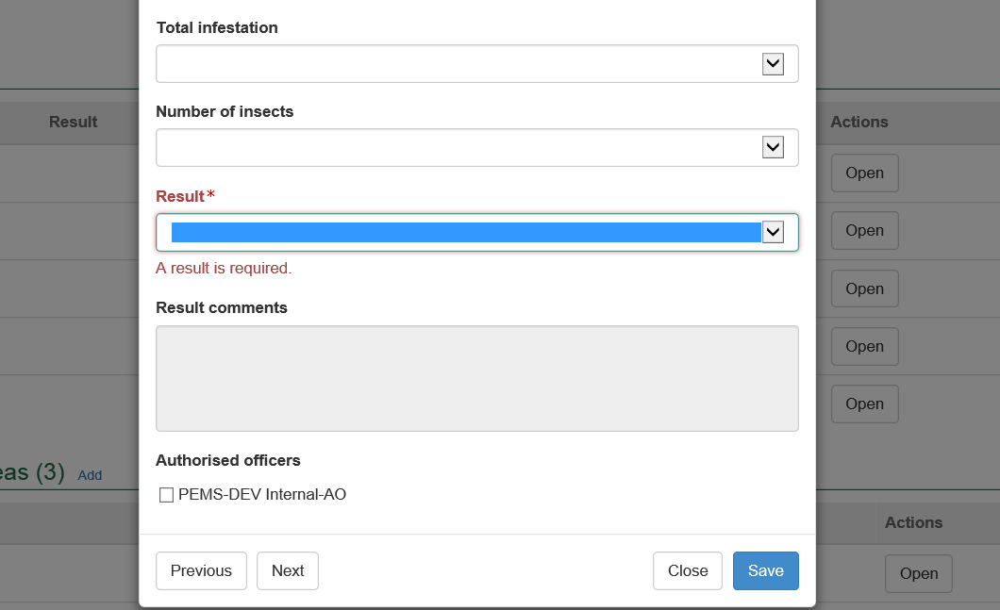 Total infestation
Number of insects
Result
Actions
Open
Result*
Open
A result is required.
Open
Result comments
Open
Open
Authorised officers
eas (3) Add
PEMS-DEV Internal-AO
Actions
Previous Next Close Save
Open